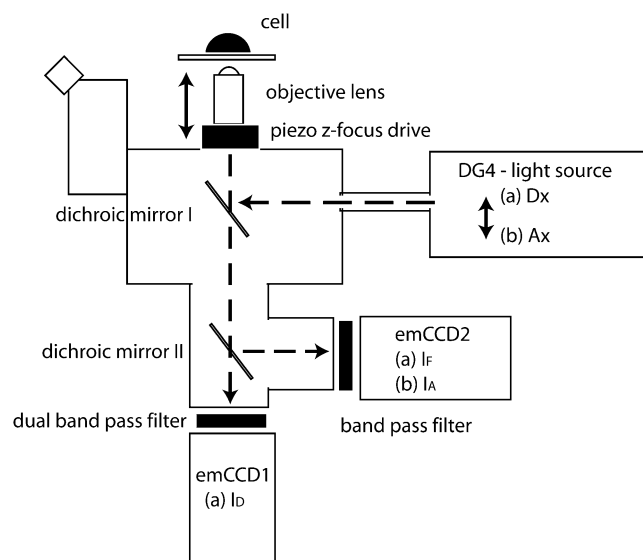 cell
objective lens
piezo z-focus drive
DG4 - light source
(a) Dx
(b) Ax
dichroic mirror I
dichroic mirror II
emCCD2
(a) IF
(b) IA
dual band pass filter
band pass filter
emCCD1
(a) ID